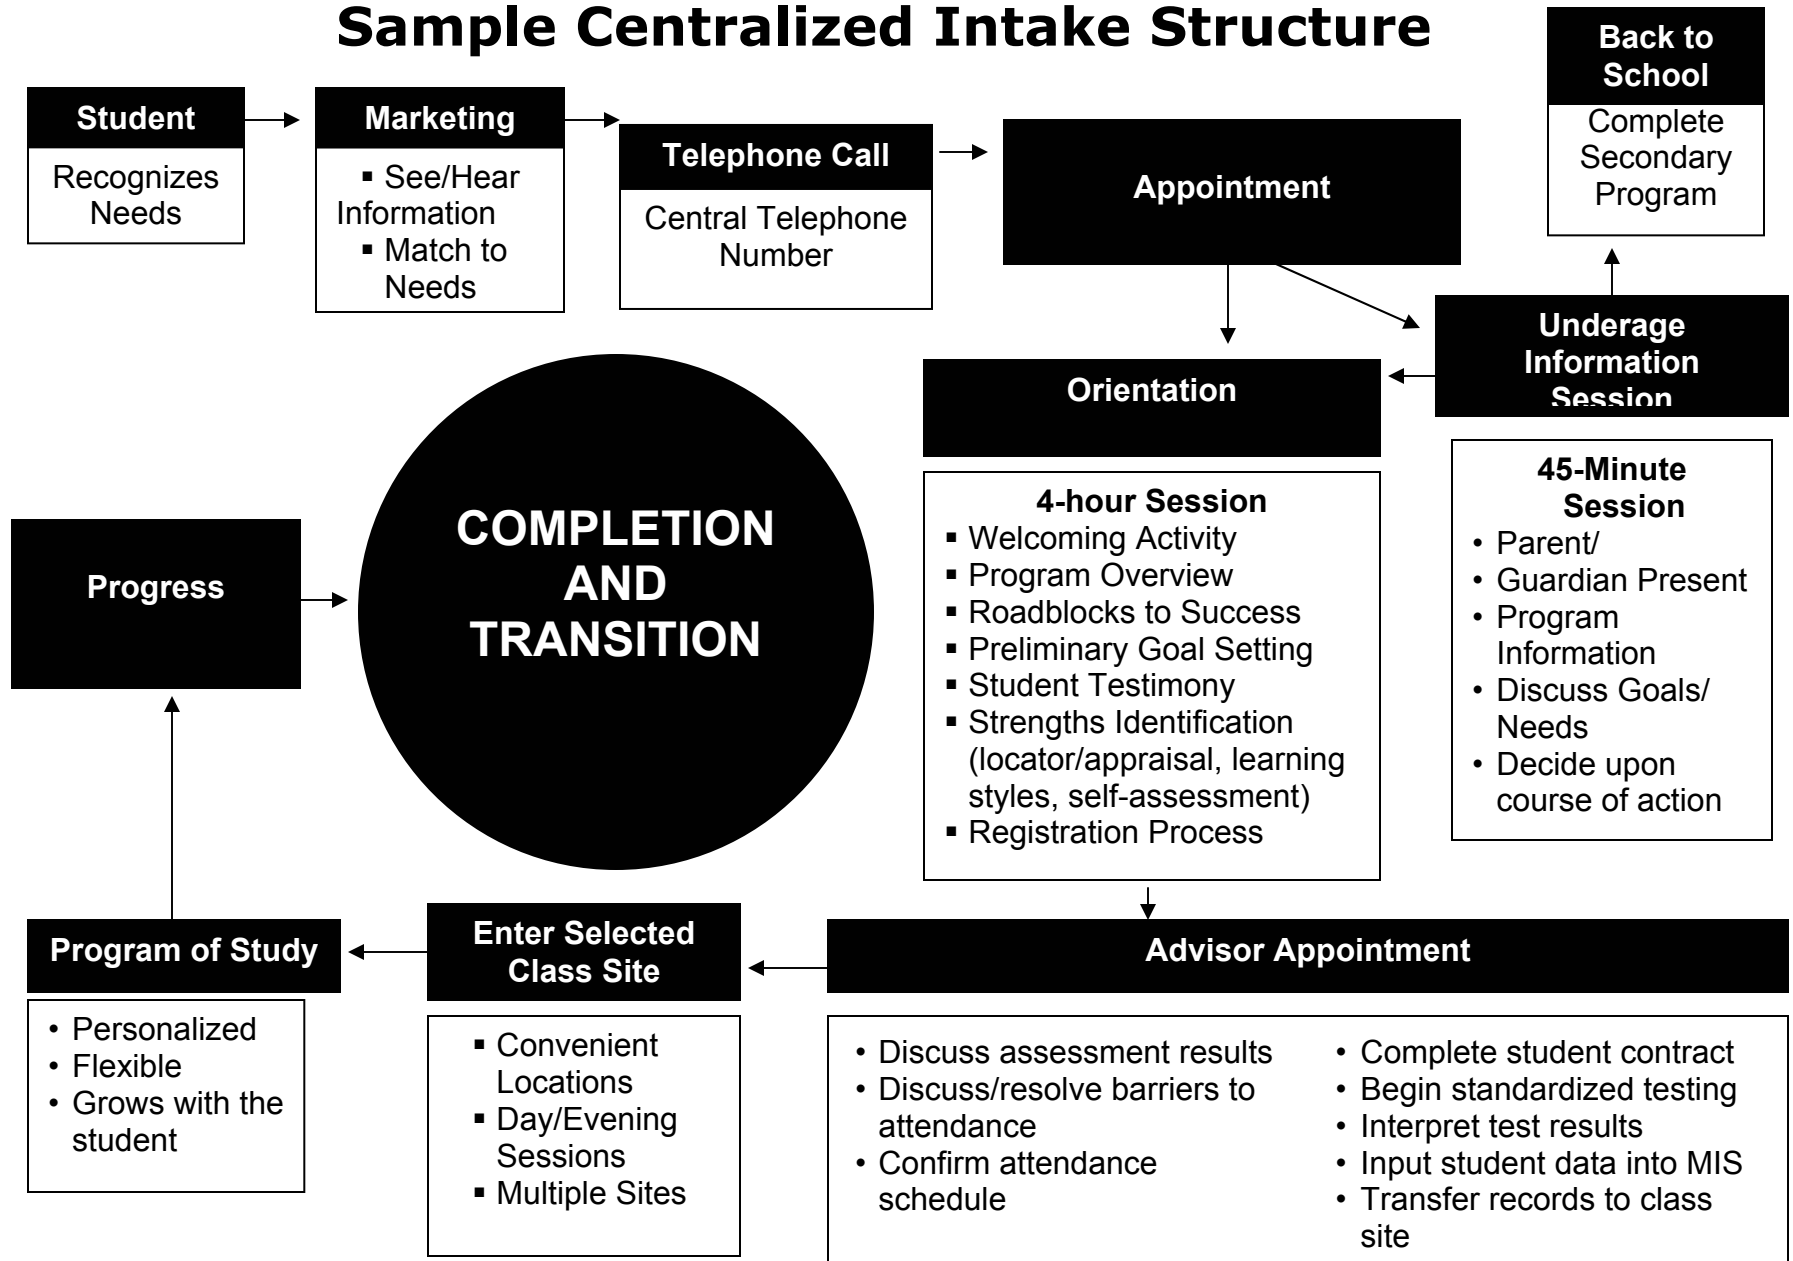 Sample Centralized Intake Structure
Student
Recognizes
Needs
Marketing
▪ See/Hear
Information
▪ Match to
Needs
Telephone Call
Central Telephone
Number
Appointment
Back to
School
Complete
Secondary
Program
Underage
Information
Session
45-Minute
Session
• Parent/
• Guardian Present
• Program
Information
• Discuss Goals/
Needs
• Decide upon
course of action
Orientation
4-hour Session
▪ Welcoming Activity
▪ Program Overview
▪ Roadblocks to Success
▪ Preliminary Goal Setting
▪ Student Testimony
▪ Strengths Identification
(locator/appraisal, learning
styles, self-assessment)
▪ Registration Process
Advisor Appointment
• Discuss assessment results
• Discuss/resolve barriers to
attendance
• Confirm attendance
schedule
• Complete student contract
• Begin standardized testing
• Interpret test results
• Input student data into MIS
• Transfer records to class
site
Enter Selected
Class Site
▪ Convenient
Locations
▪ Day/Evening
Sessions
▪ Multiple Sites
Program of Study
• Personalized
• Flexible
• Grows with the
student
Progress
COMPLETION
AND
TRANSITION